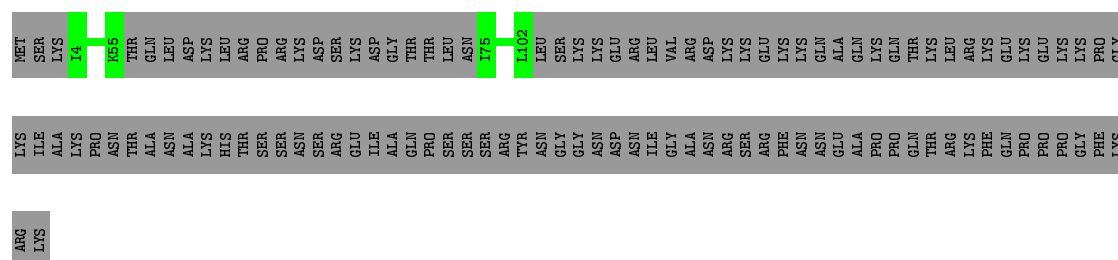 MET SER LYS I4 K55 THR GLN LEU ASP LYS LEU ARG PRO ARG LYS ASP SER LYS ASP GLY THR THR LEU ASN I75 L102 LEU SER LYS LYS GLU ARG ARG LEU VAL ARG ASP LYS LYS GLU LYS LYS GLN ALA GLN LYS GLN THR LYS LEU ARG LYS GLU LYS GLU LYS LYS PRO GLY
LYS ILE ALA LYS PRO ASN THR THR ALA ASN ALA LYS HIS THR SER SER ASN SER ARG GLU ILE ALA GLN PRO SER SER SER ARG TYR ASN GLY GLY ASN ASP ASN ILE GLY ALA ASN ARG SER ARG PHE ASN ASN GLU ALA PRO PRO GLN THR ARG LYS PHE GLN PRO PRO PRO GLY PHE LYS
ARG LYS